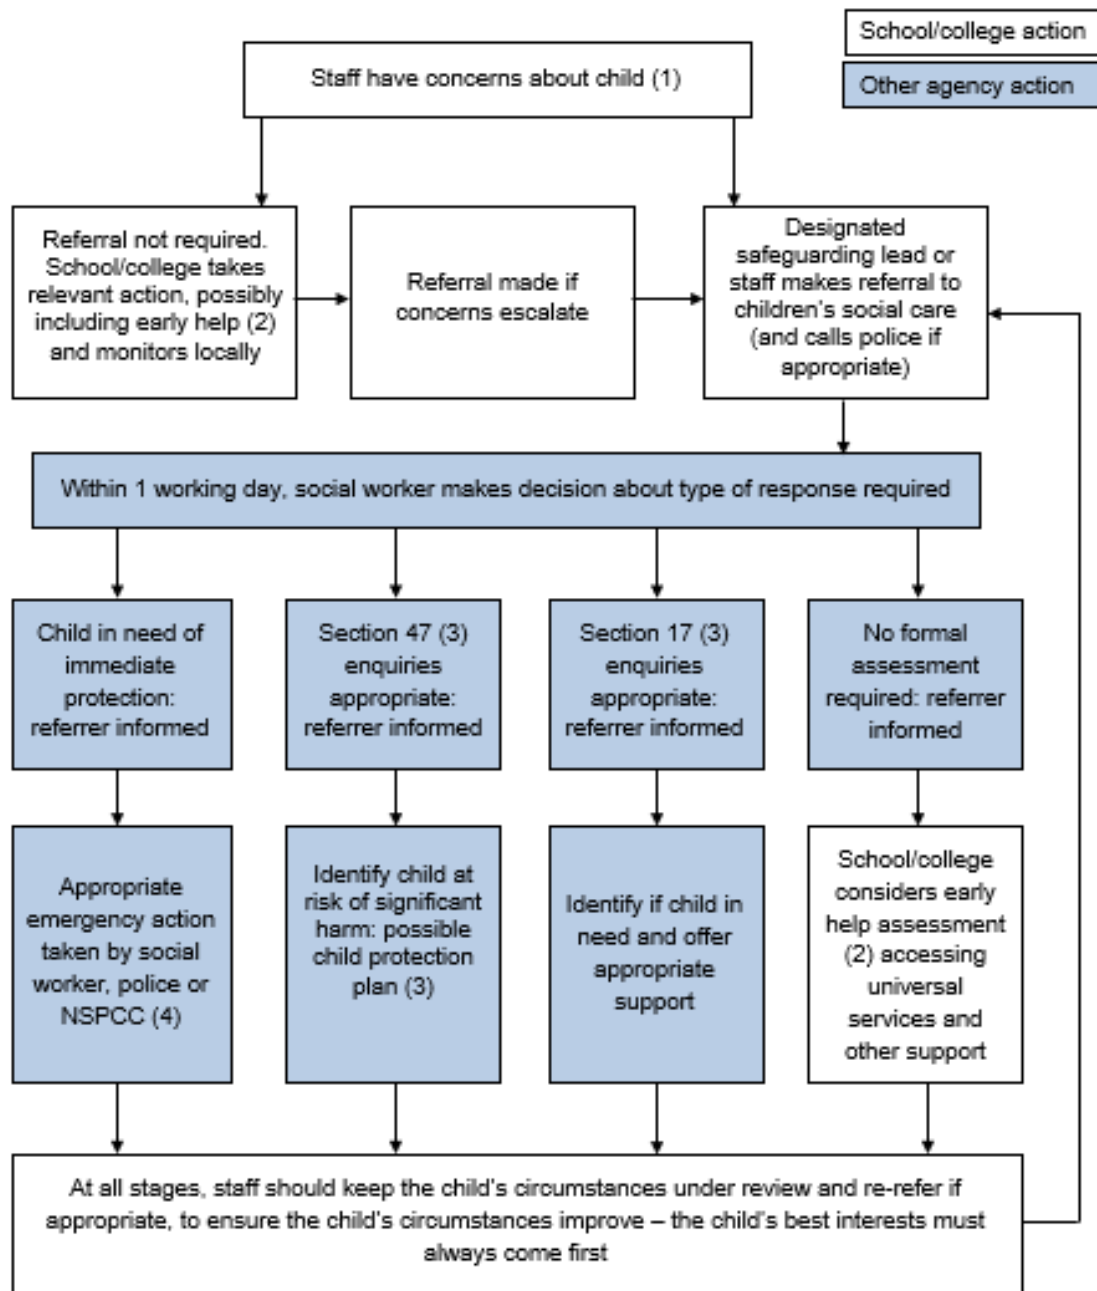 School/college action
Other agency action
Staff have concerns about child (1)
Referral not required.
School/college takes
relevant action, possibly
including early help (2)
and monitors locally
Referral made if
concerns escalate
Designated
safeguarding lead or
staff makes referral to
children's social care
(and calls police if
appropriate)
Within 1 working day, social worker makes decision about type of response required
Child in need of
immediate
protection:
referrer informed
Section 47 (3)
enquiries
appropriate:
referrer informed
Section 17 (3)
enquiries
appropriate:
referrer informed
No formal
assessment
required: referrer
informed
Appropriate
emergency action
taken by social
worker, police or
NSPCC (4)
Identify child at
risk of significant
harm: possible
child protection
plan (3)
Identify if child in
need and offer
appropriate
support
School/college
considers early
help assessment
(2) accessing
universal
services and
other support
At all stages, staff should keep the child's circumstances under review and re-refer if
appropriate, to ensure the child's circumstances improve – the child's best interests must
always come first